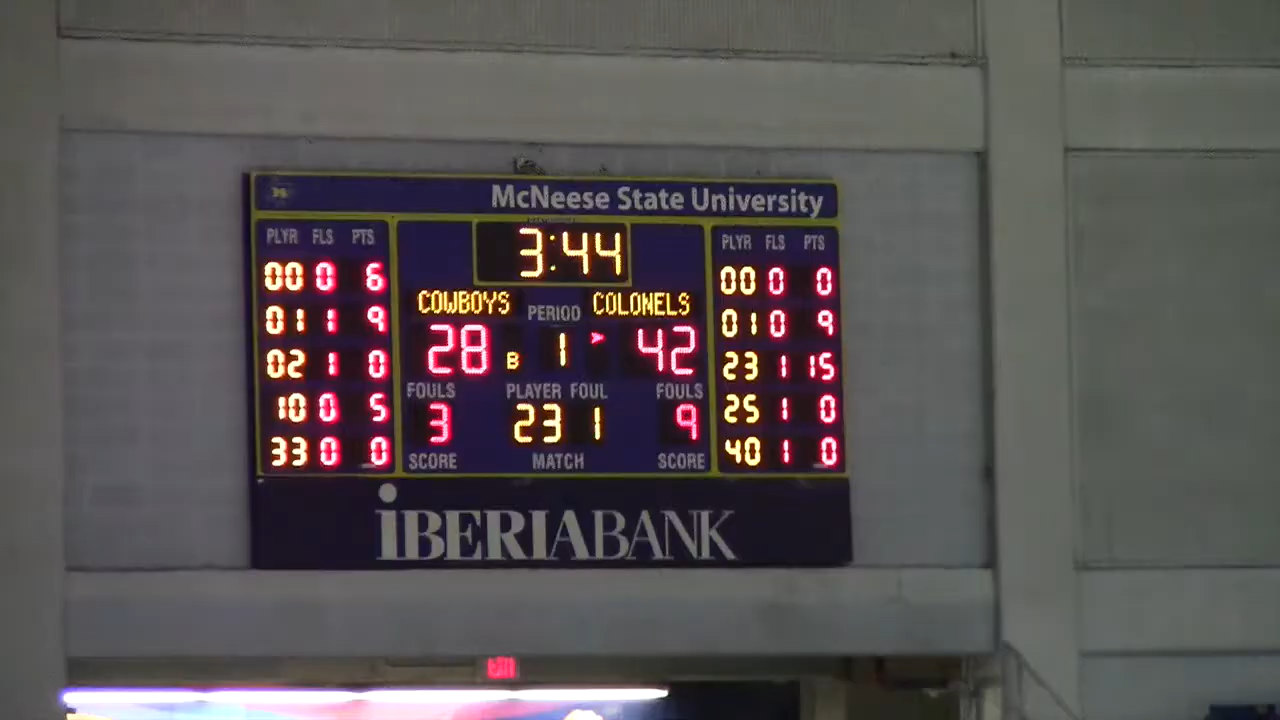 McNeese State University
PLYR FLS PTS
00 0 6
01 1 9
02 1 0
10 0 5
33 0 0
3:44
COWBOYS PERIOD COLONELS
28 B 1 42
FOULS PLAYER FOUL FOULS
3 23 1 9
SCORE MATCH SCORE
PLYR FLS PTS
00 0 0
01 0 9
23 1 15
25 1 0
40 1 0
iBERIABANK